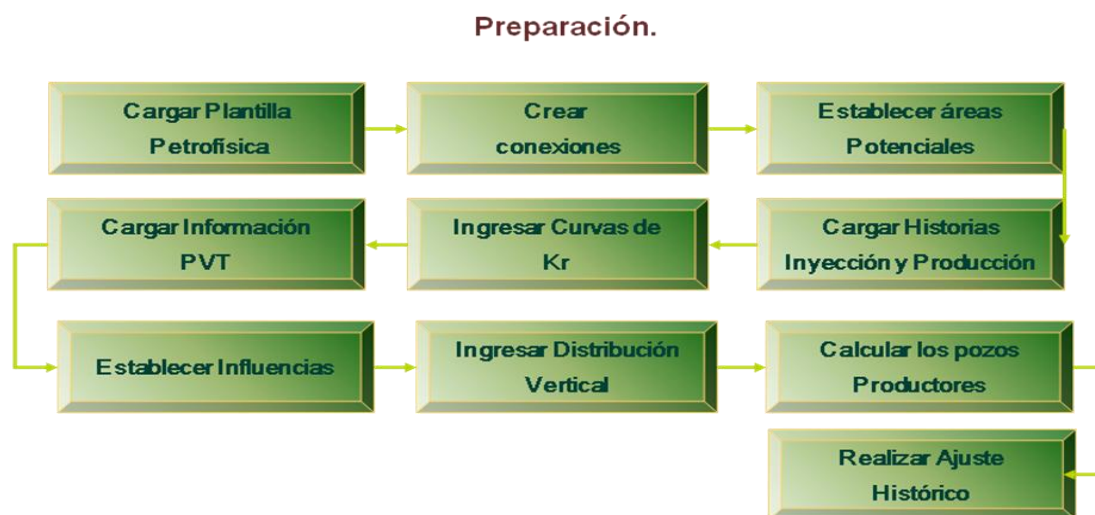 Preparación.
Cargar Plantilla
Petrofísica
Crear
conexiones
Establecer áreas
Potenciales
Cargar Historias
Inyección y Producción
Ingresar Curvas de
Kr
Cargar Información
PVT
Establecer Influencias
Ingresar Distribución
Vertical
Calcular los pozos
Productores
Realizar Ajuste
Histórico